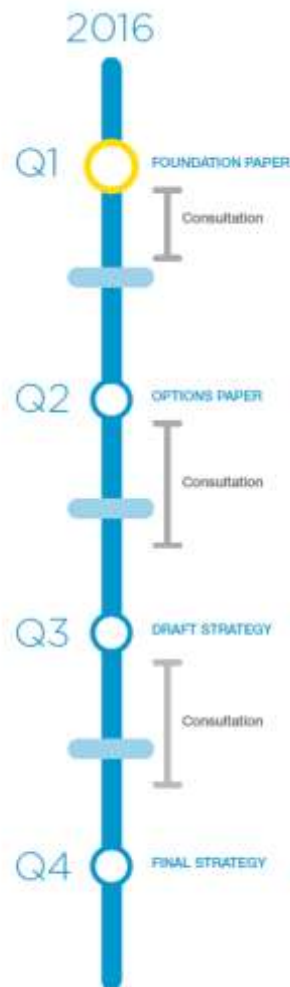 2016
Q1
FOUNDATION PAPER
Consultation
Q2
OPTIONS PAPER
Consultation
Q3
DRAFT STRATEGY
Consultation
Q4
FINAL STRATEGY